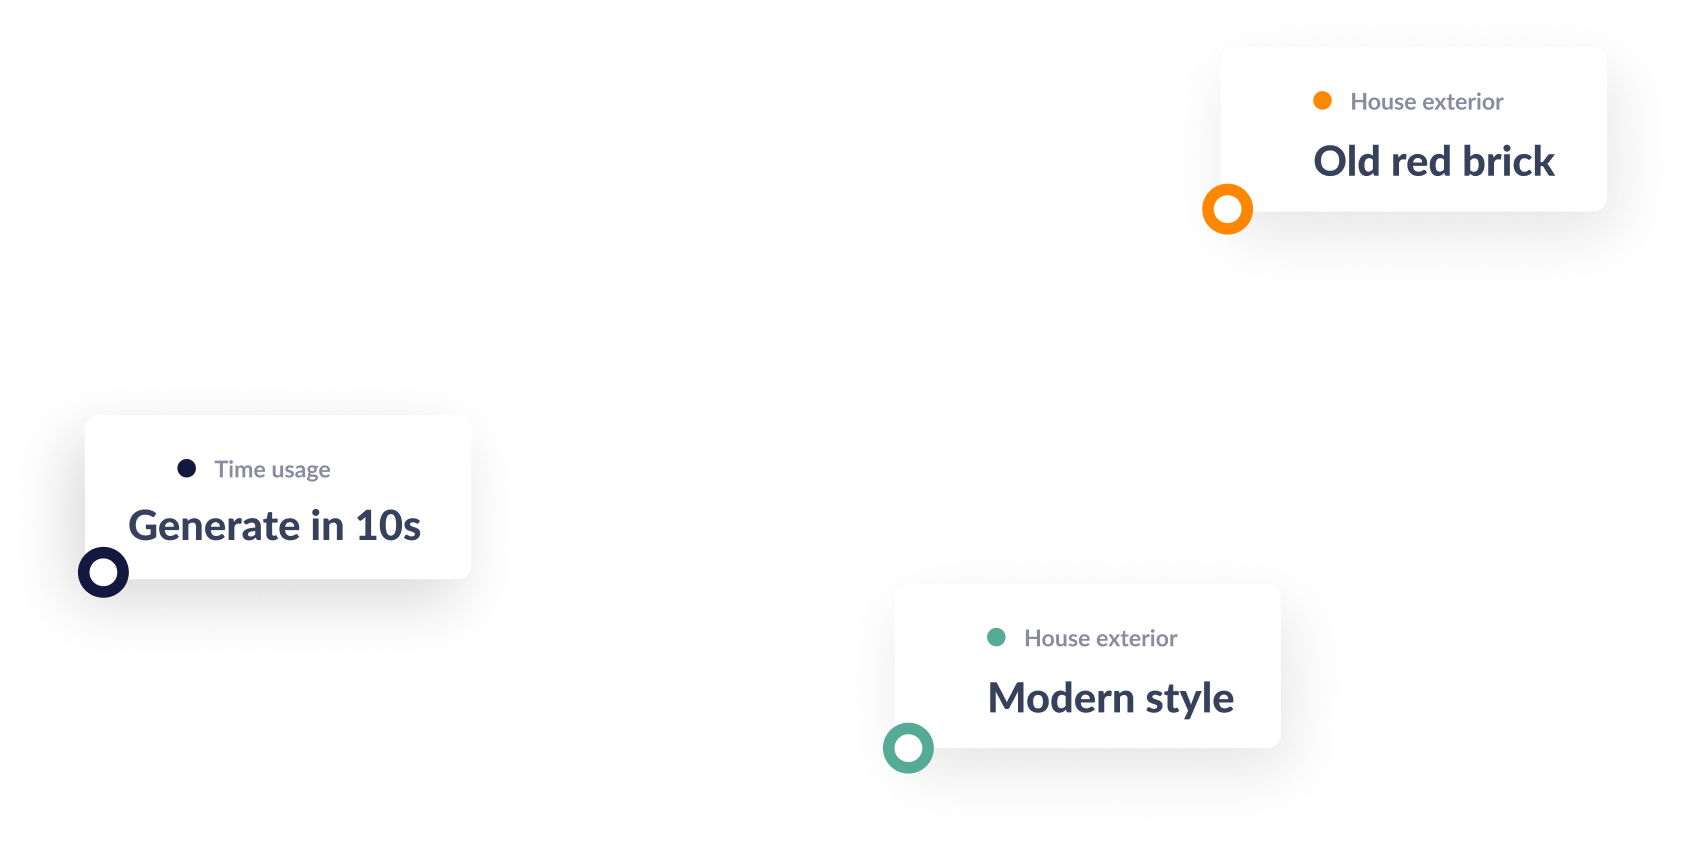 House exterior
Old red brick
Time usage
Generate in 10s
House exterior
Modern style